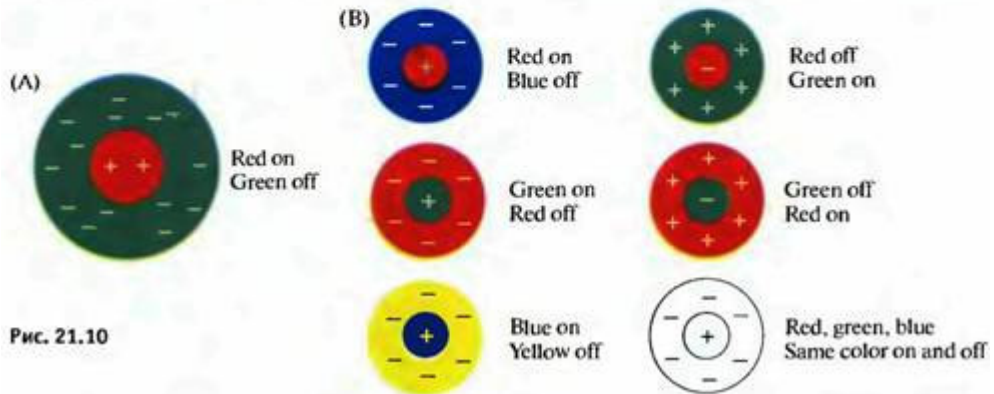 (A)
Red on
Green off
Рис. 21.10
(B)
Red on
Blue off
Red off
Green on
Green on
Red off
Green off
Red on
Blue on
Yellow off
Red, green, blue
Same color on and off